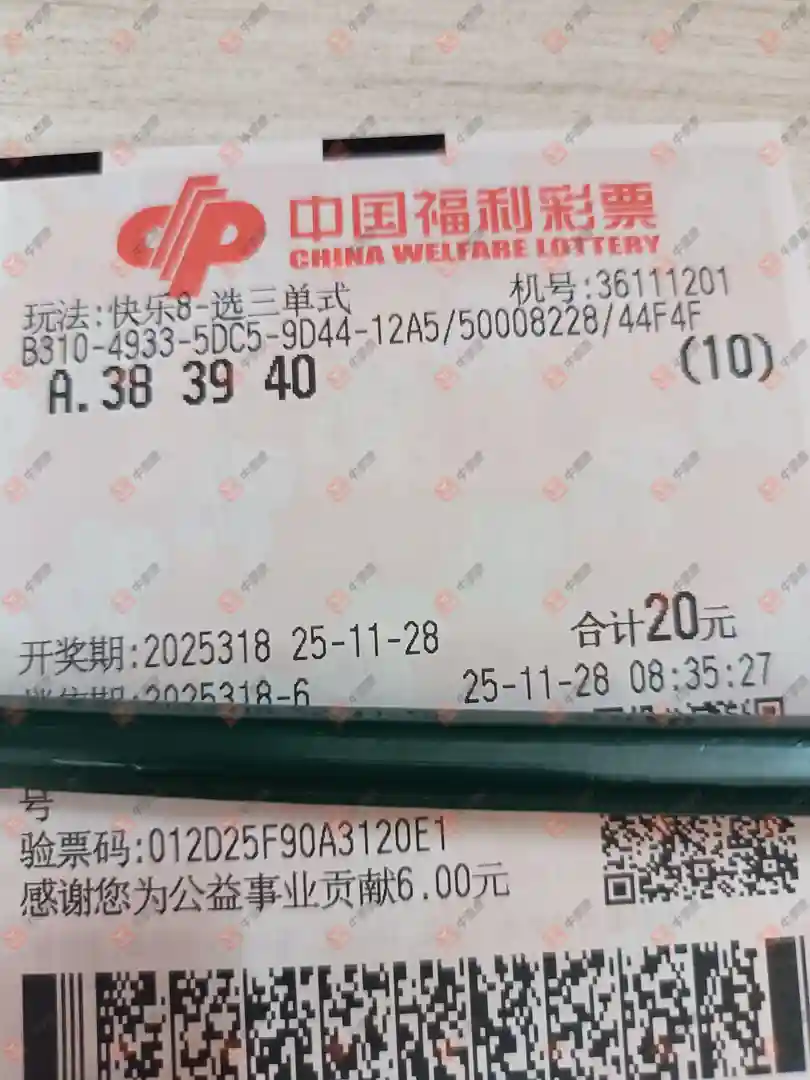 中国福利彩票
CHINA WELFARE LOTTERY
玩法:快乐8-选三单式 机号:36111201
B310-4933-5DC5-9D44-12A5/50008228/44F4F
A.38 39 40 (10)
开奖期:2025318 25-11-28 合计20元
2025318-6 25-11-28 08:35:27
号
验票码:012D25F90A3120E1
感谢您为公益事业贡献6.00元